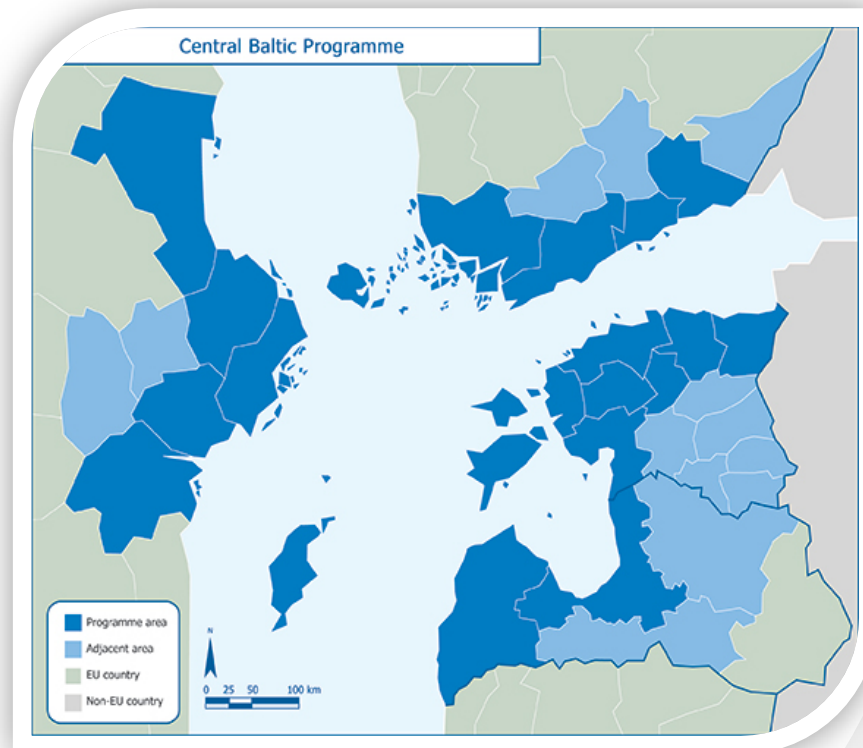 Central Baltic Programme
Programme area
Adjacent area
EU country
Non-EU country
N
0 25 50 100 km